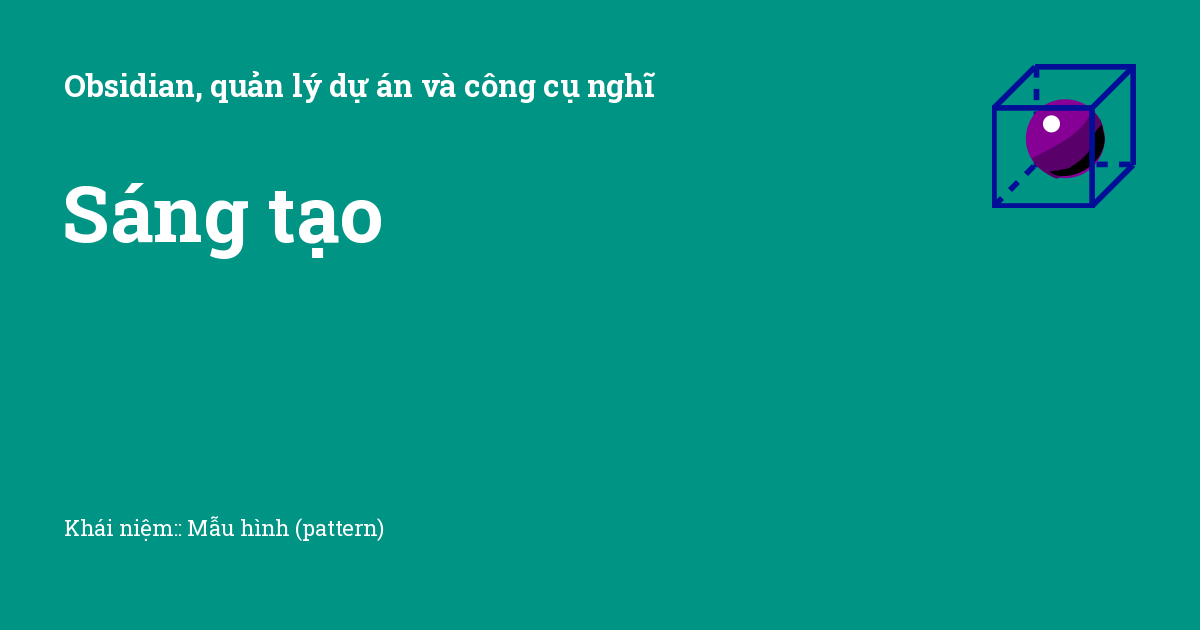 Obsidian, quản lý dự án và công cụ nghĩ
Sáng tạo
Khái niệm:: Mẫu hình (pattern)